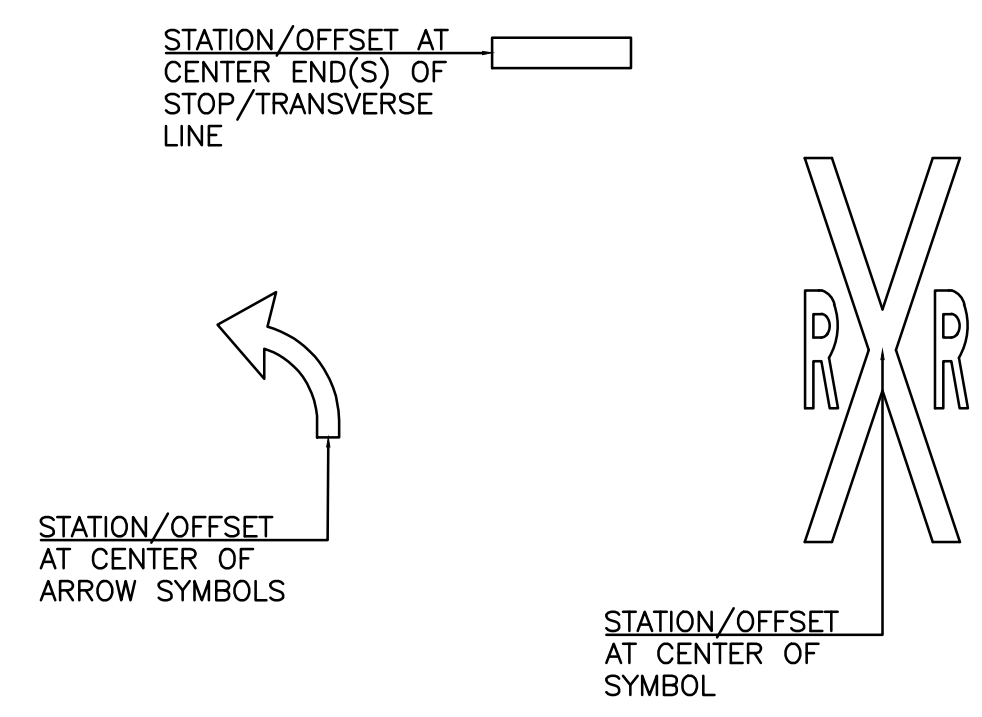 STATION/OFFSET AT
CENTER END(S) OF
STOP/TRANSVERSE
LINE
R X R
STATION/OFFSET
AT CENTER OF
ARROW SYMBOLS
STATION/OFFSET
AT CENTER OF
SYMBOL